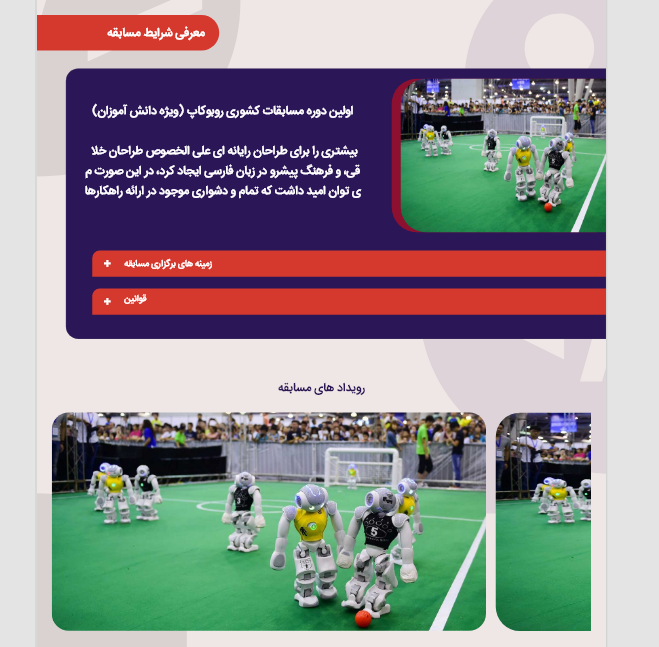 معرفی شرایط مسابقه
اولین دوره مسابقات کشوری روبوکاپ (ویژه دانش آموزان)
بیشتری را برای طراحان رایانه ای علی الخصوص طراحان خلا
قی، و فرهنگ پیشرو در زبان فارسی ایجاد کرد، در این صورت م
ی توان امید داشت که تمام و دشواری موجود در ارائه راهکارها
زمینه های برگزاری مسابقه +
قوانین +
رویداد های مسابقه
5